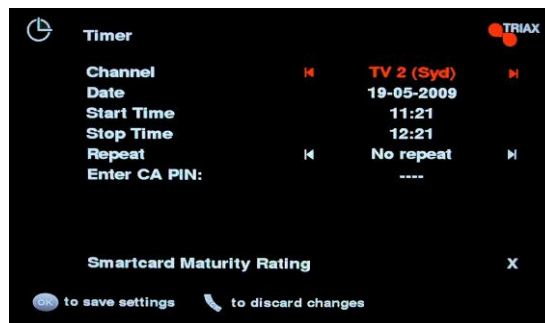 Timer
TRIAX
Channel TV 2 (Syd)
Date 19-05-2009
Start Time 11:21
Stop Time 12:21
Repeat No repeat
Enter CA PIN: ----
Smartcard Maturity Rating X
OK to save settings to discard changes